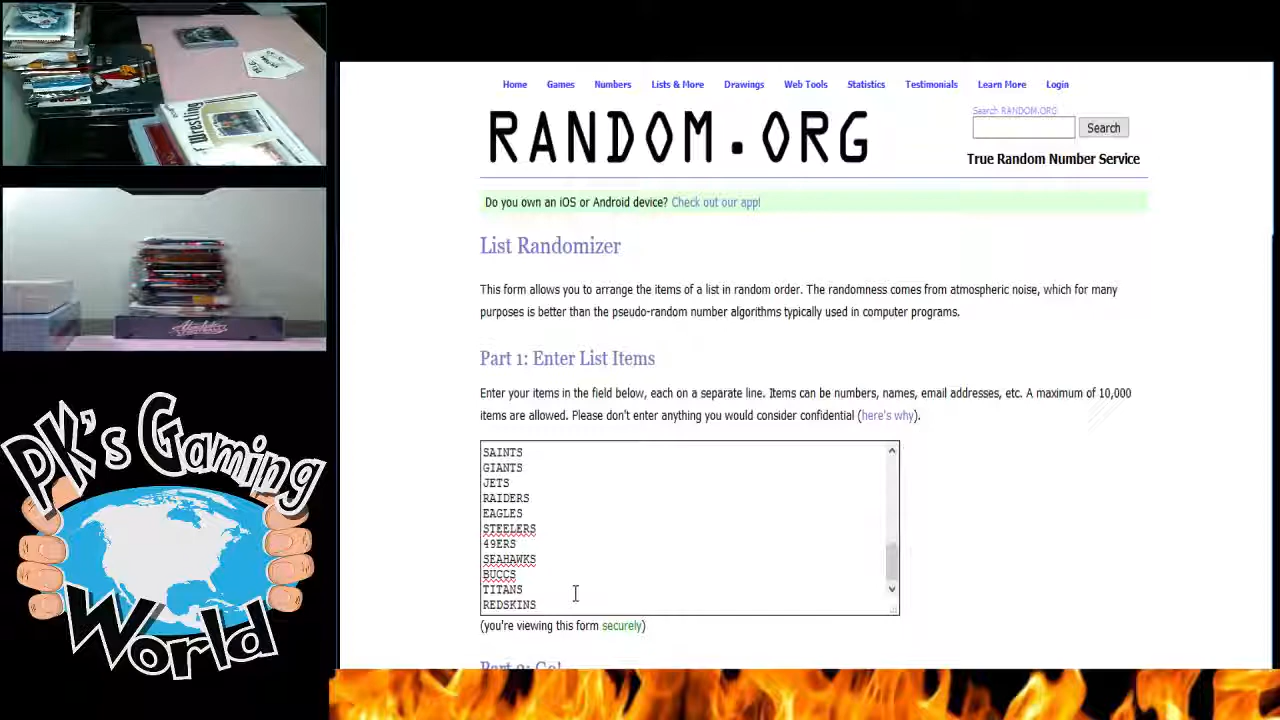 Wrestling
PK's Gaming
World
Home Games Numbers Lists & More Drawings Web Tools Statistics Testimonials Learn More Login
RANDOM.ORG
Search RANDOM.ORG
Search
True Random Number Service
Do you own an iOS or Android device? Check out our app!
List Randomizer
This form allows you to arrange the items of a list in random order. The randomness comes from atmospheric noise, which for many
purposes is better than the pseudo-random number algorithms typically used in computer programs.
Part 1: Enter List Items
Enter your items in the field below, each on a separate line. Items can be numbers, names, email addresses, etc. A maximum of 10,000
items are allowed. Please don't enter anything you would consider confidential (here's why).
SAINTS
GIANTS
JETS
RAIDERS
EAGLES
STEELERS
49ERS
SEAHAWKS
BUCCS
TITANS
REDSKINS
(you're viewing this form securely)
Part 2: Go!